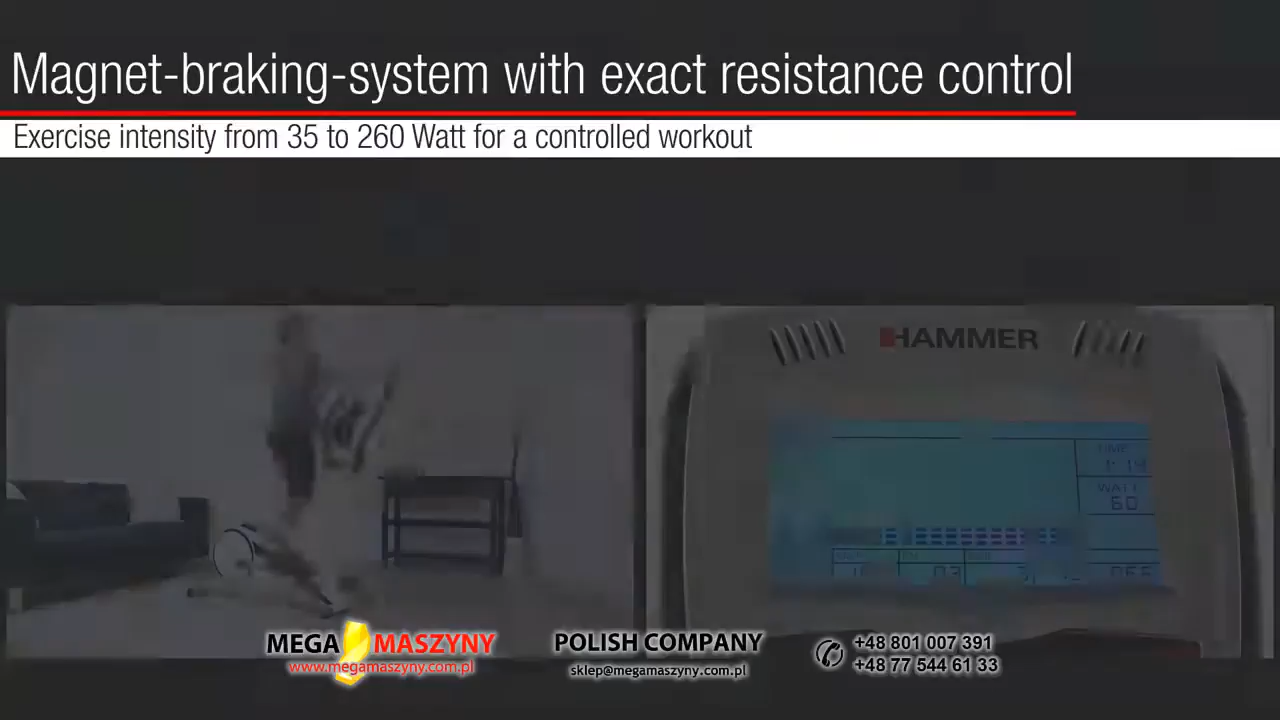 Magnet-braking-system with exact resistance control
Exercise intensity from 35 to 260 Watt for a controlled workout
HAMMER
TIME
1:19
WATT
60
MEGA MASZYNY
www.megamaszyny.com.pl
POLISH COMPANY
sklep@megamaszyny.com.pl
+48 801 007 391
+48 77 544 61 33